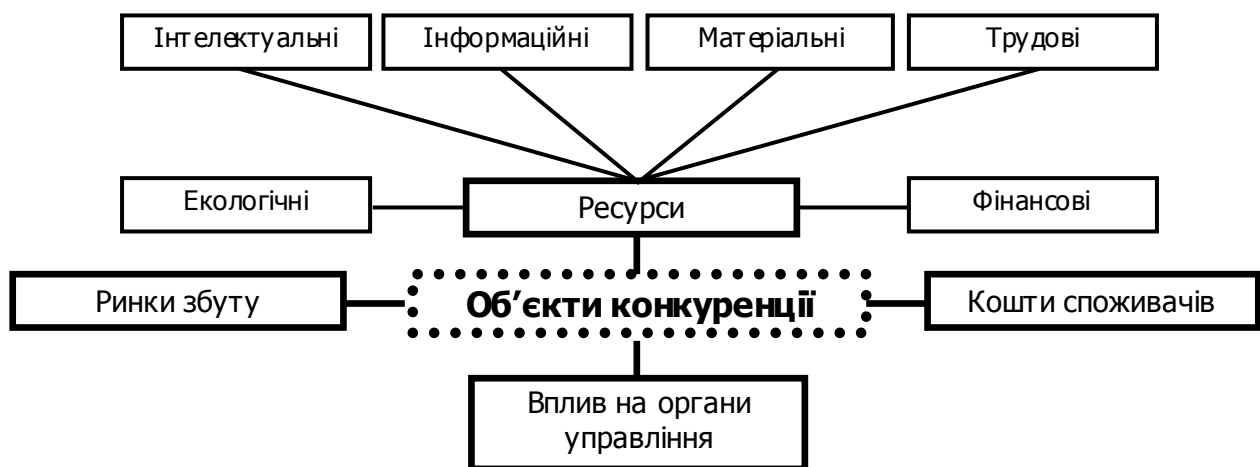 Інтелектуальні
Інформаційні
Матеріальні
Трудові
Екологічні
Ресурси
Фінансові
Ринки збуту
Об’єкти конкуренції
Кошти споживачів
Вплив на органи
управління